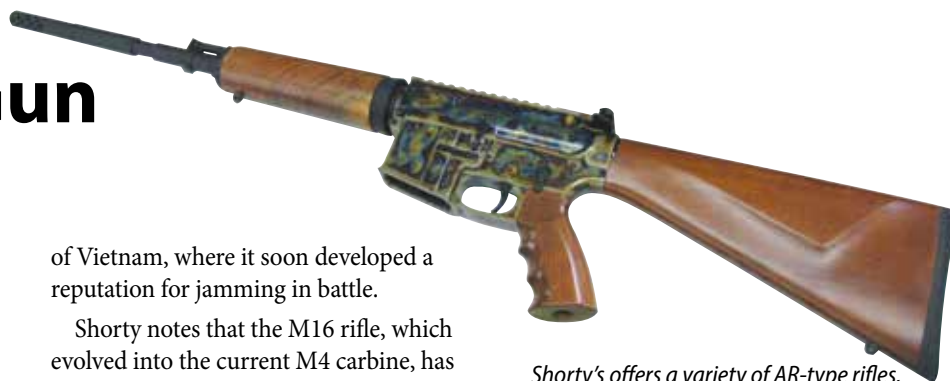 un
of Vietnam, where it soon developed a
reputation for jamming in battle.
Shorty notes that the M16 rifle, which
evolved into the current M4 carbine, has
Shorty's offers a variety of AR-type rifles,